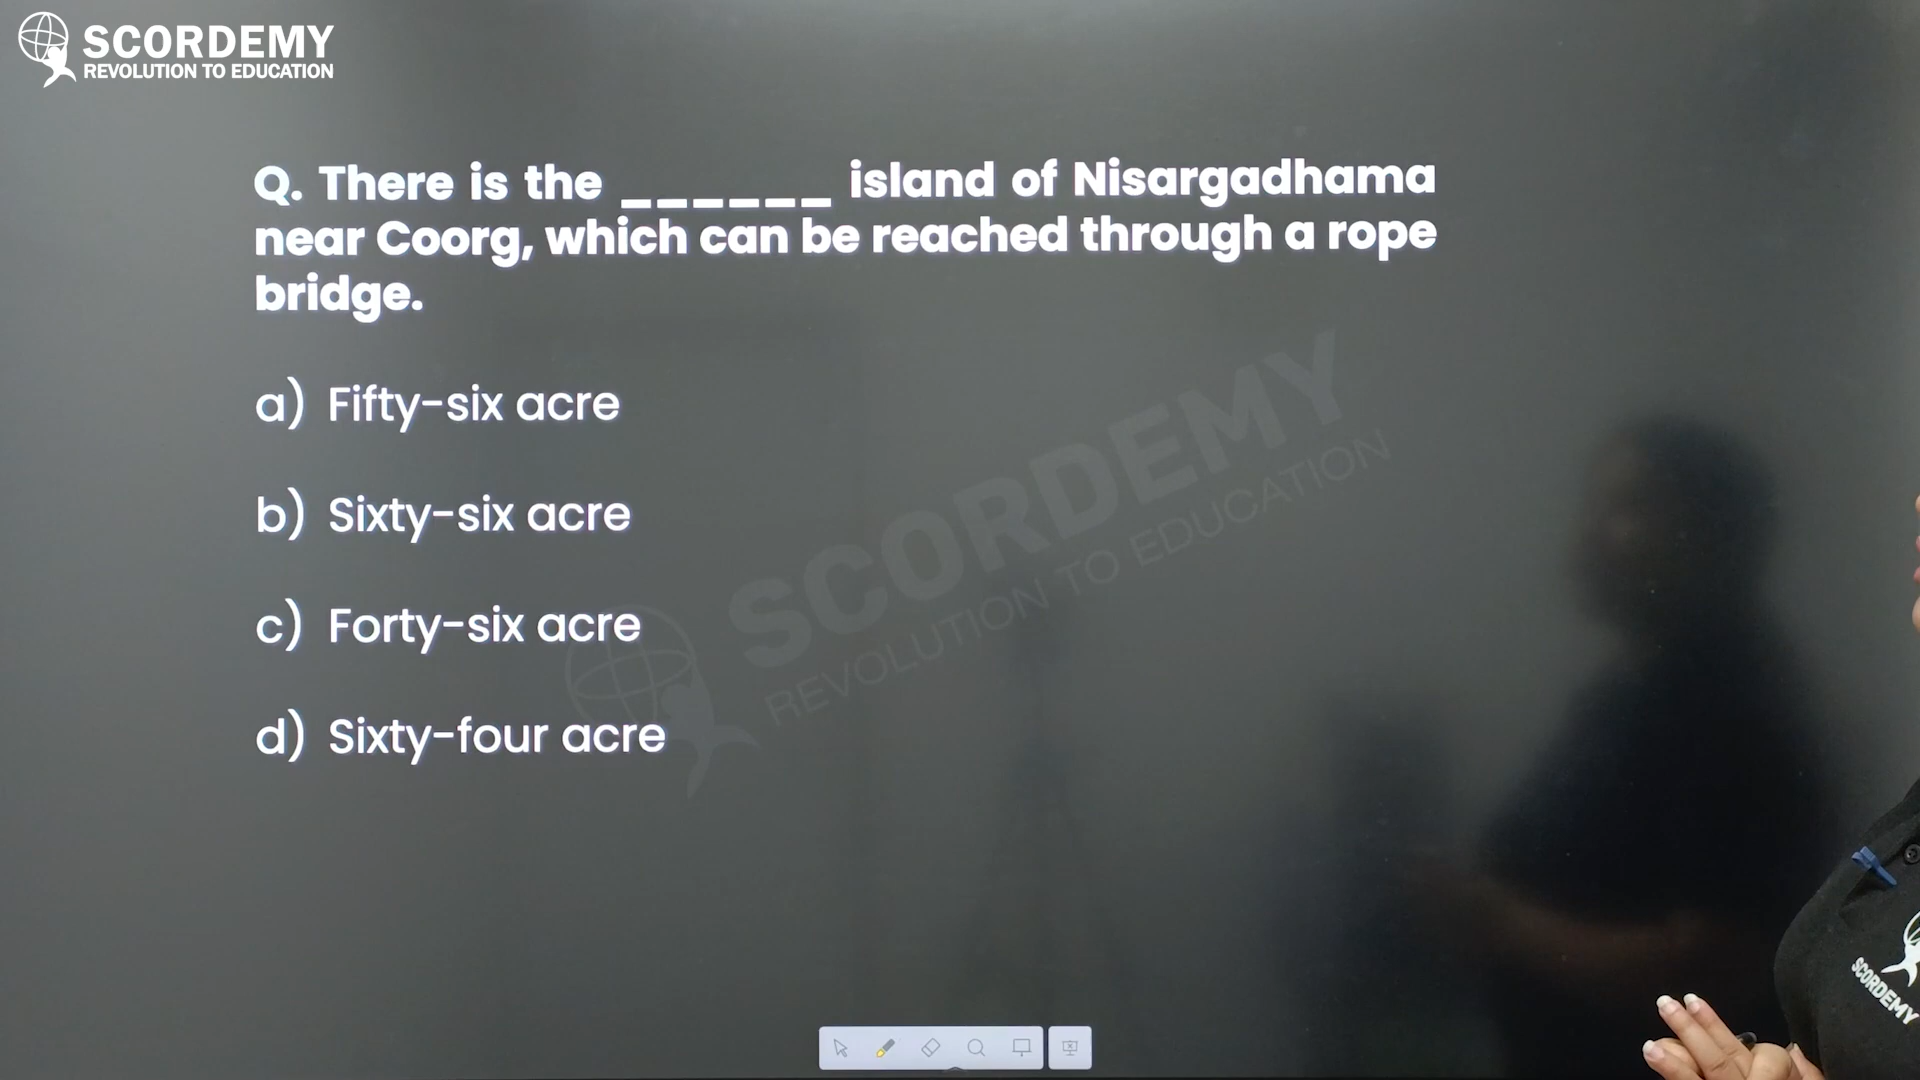 SCORDEMY
REVOLUTION TO EDUCATION
Q. There is the ______ island of Nisargadhama
near Coorg, which can be reached through a rope
bridge.
a) Fifty-six acre
b) Sixty-six acre
c) Forty-six acre
d) Sixty-four acre
SCORDEMY
REVOLUTION TO EDUCATION
SCORDEMY